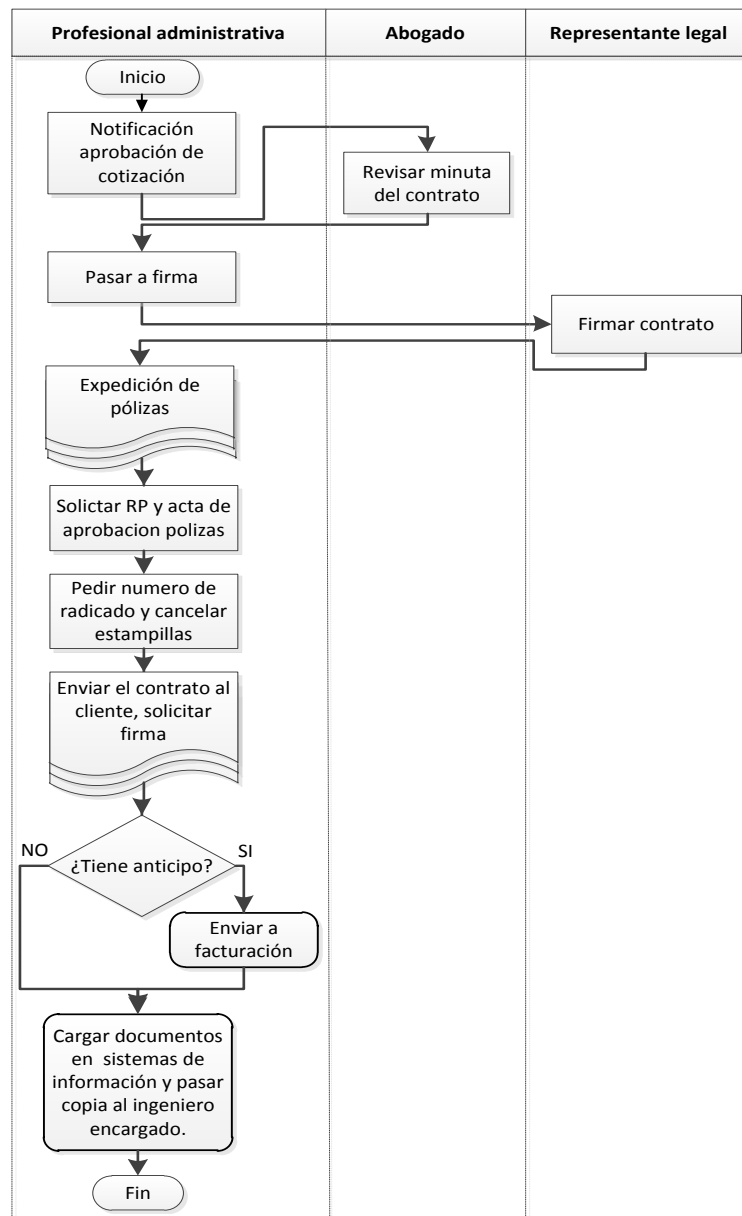 Profesional administrativa
Abogado
Representante legal
Inicio
Notificación
aprobación de
cotización
Revisar minuta
del contrato
Pasar a firma
Firmar contrato
Expedición de
pólizas
Solictar RP y acta de
aprobacion polizas
Pedir numero de
radicado y cancelar
estampillas
Enviar el contrato al
cliente, solicitar
firma
NO
¿Tiene anticipo?
SI
Enviar a
facturación
Cargar documentos
en sistemas de
información y pasar
copia al ingeniero
encargado.
Fin